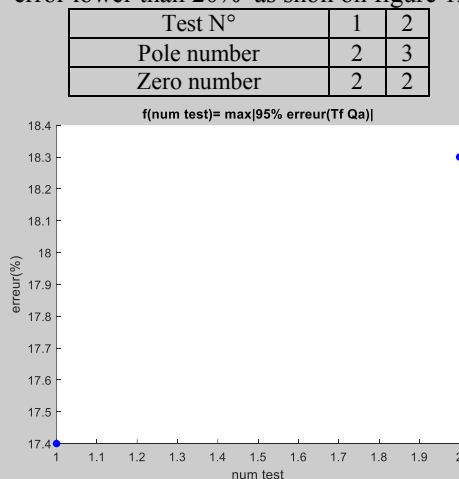 error lower than 20% as shon on figure 1
Test N° 1 2
Pole number 2 3
Zero number 2 2
f(num test)= max|95% erreur(Tf Qa)|
18.4
18.3
18.2
18.1
18
17.9
17.8
17.7
17.6
17.5
17.4
erreur(%)
1 1.1 1.2 1.3 1.4 1.5 1.6 1.7 1.8 1.9 2
num test